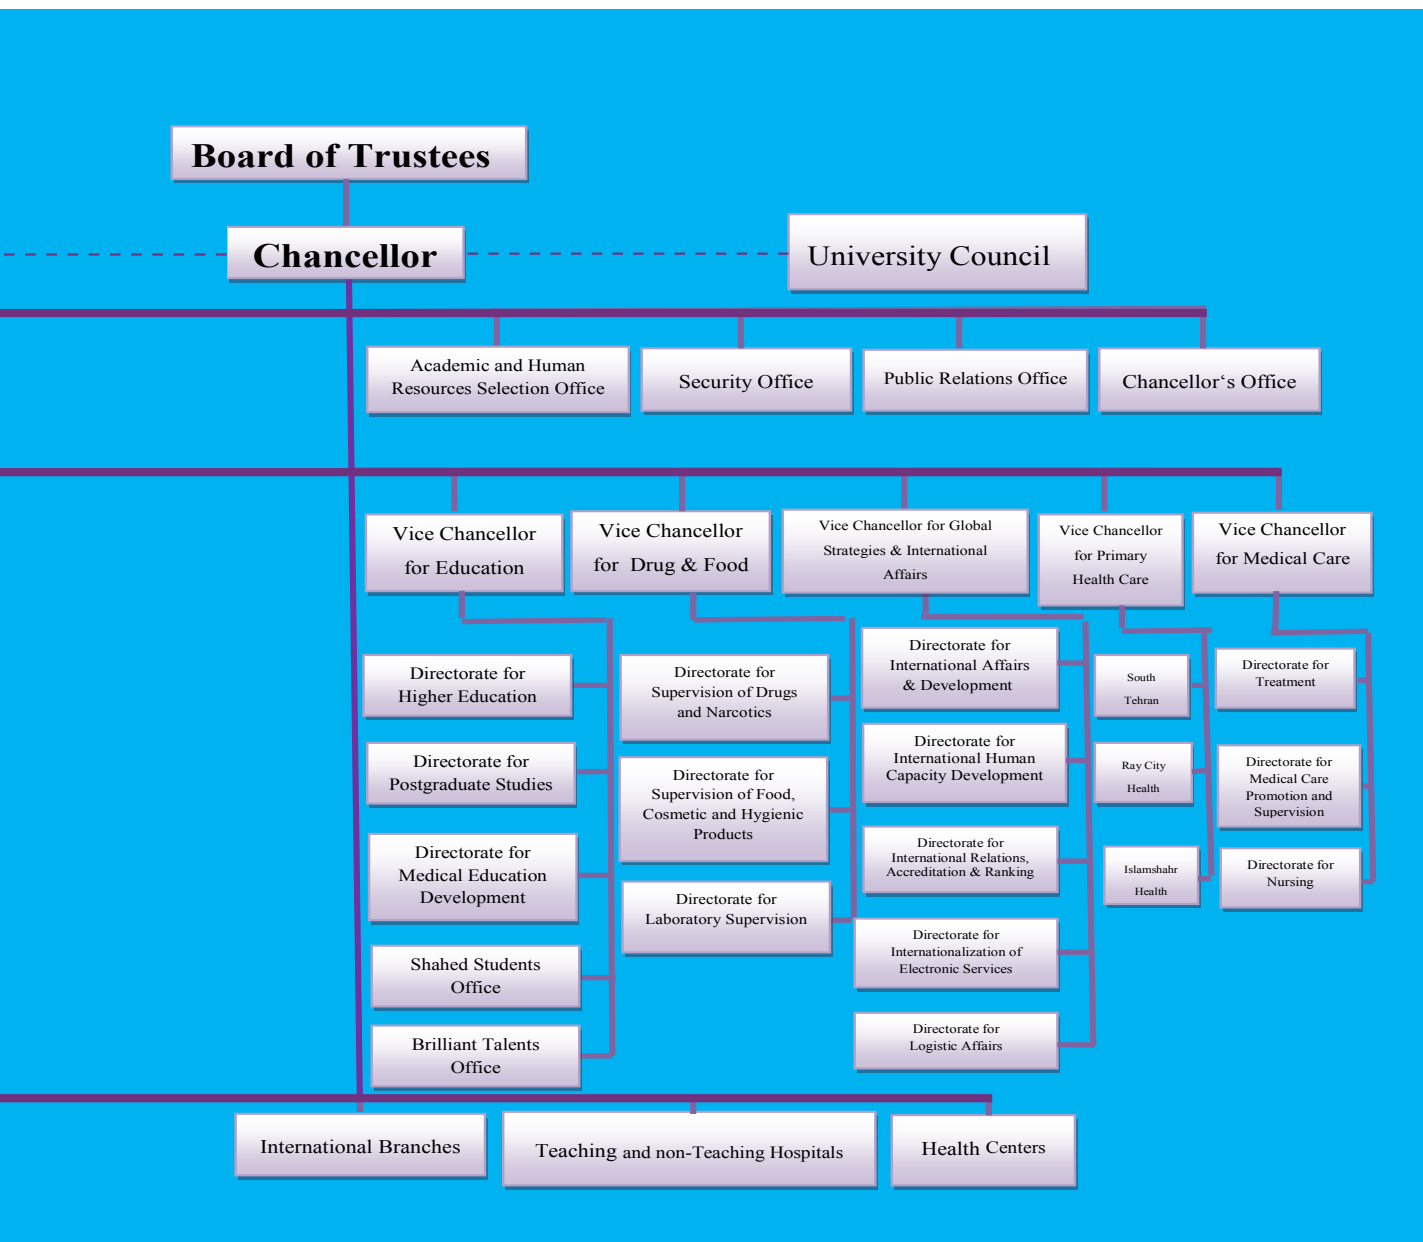 Board of Trustees
Chancellor
University Council
Academic and Human
Resources Selection Office
Security Office
Public Relations Office
Chancellor‘s Office
Vice Chancellor
for Education
Vice Chancellor
for Drug & Food
Vice Chancellor for Global
Strategies & International
Affairs
Vice Chancellor
for Primary
Health Care
Vice Chancellor
for Medical Care
Directorate for
Higher Education
Directorate for
Postgraduate Studies
Directorate for
Medical Education
Development
Shahed Students
Office
Brilliant Talents
Office
Directorate for
Supervision of Drugs
and Narcotics
Directorate for
Supervision of Food,
Cosmetic and Hygienic
Products
Directorate for
Laboratory Supervision
Directorate for
International Affairs
& Development
Directorate for
International Human
Capacity Development
Directorate for
International Relations,
Accreditation & Ranking
Directorate for
Internationalization of
Electronic Services
Directorate for
Logistic Affairs
South
Tehran
Ray City
Health
Islamshahr
Health
Directorate for
Treatment
Directorate for
Medical Care
Promotion and
Supervision
Directorate for
Nursing
International Branches
Teaching and non-Teaching Hospitals
Health Centers